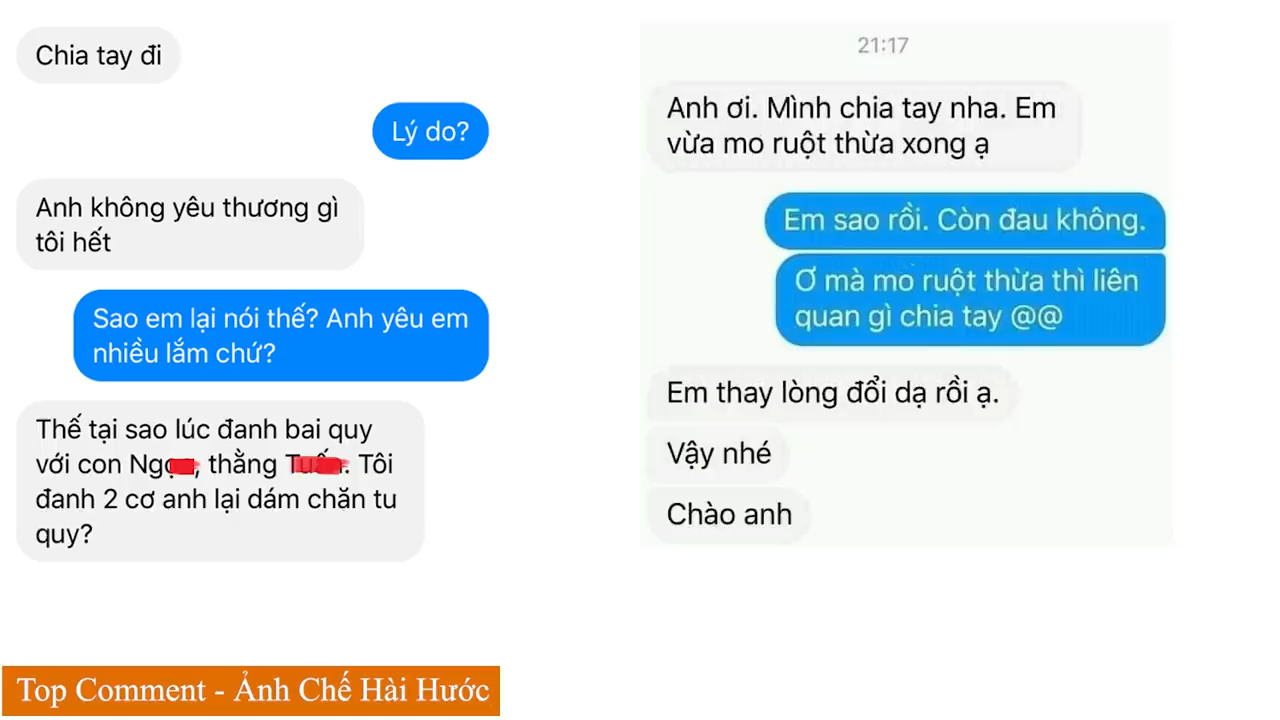 Chia tay đi
Lý do?
Anh không yêu thương gì
tôi hết
Sao em lại nói thế? Anh yêu em
nhiều lắm chứ?
Thế tại sao lúc đanh bai quy
với con , thằng . Tôi
đanh 2 cơ anh lại dám chăn tu
quy?
21:17
Anh ơi. Mình chia tay nha. Em
vừa mo ruột thừa xong ạ
Em sao rồi. Còn đau không.
Ơ mà mỏ ruột thừa thì liên
quan gì chia tay @@
Em thay lòng đổi dạ rồi ạ.
Vậy nhé
Chào anh
Top Comment - Ảnh Chế Hài Hước